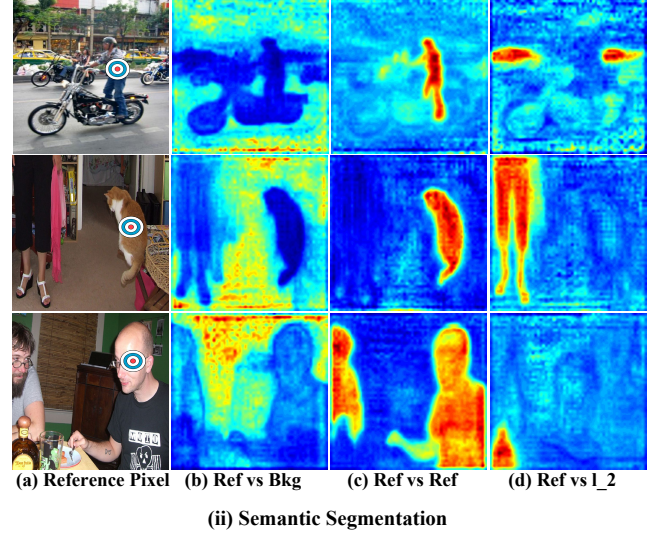 (a) Reference Pixel (b) Ref vs Bkg (c) Ref vs Ref (d) Ref vs l_2
(ii) Semantic Segmentation